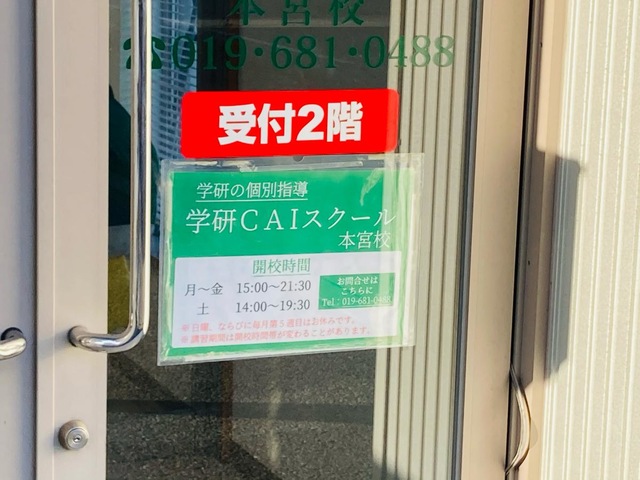 本宮校
☎019・681・0488
受付2階
学研の個別指導
学研CAIスクール
本宮校
開校時間
月～金 15:00～21:30
土 14:00～19:30
お問合せは
こちらに
Tel：019-681-0488
※日曜、ならびに毎月第5週目はお休みです。
※講習期間は開校時間等が変わることがあります。